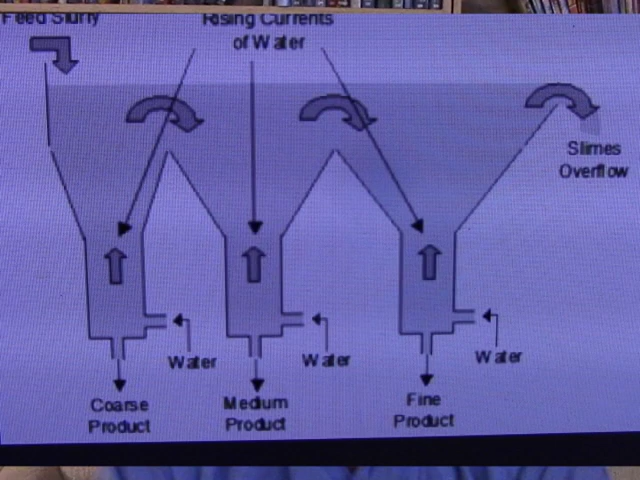 Feed Slurry
Rising Currents
of Water
Slimes
Overflow
Water
Water
Water
Coarse
Product
Medium
Product
Fine
Product